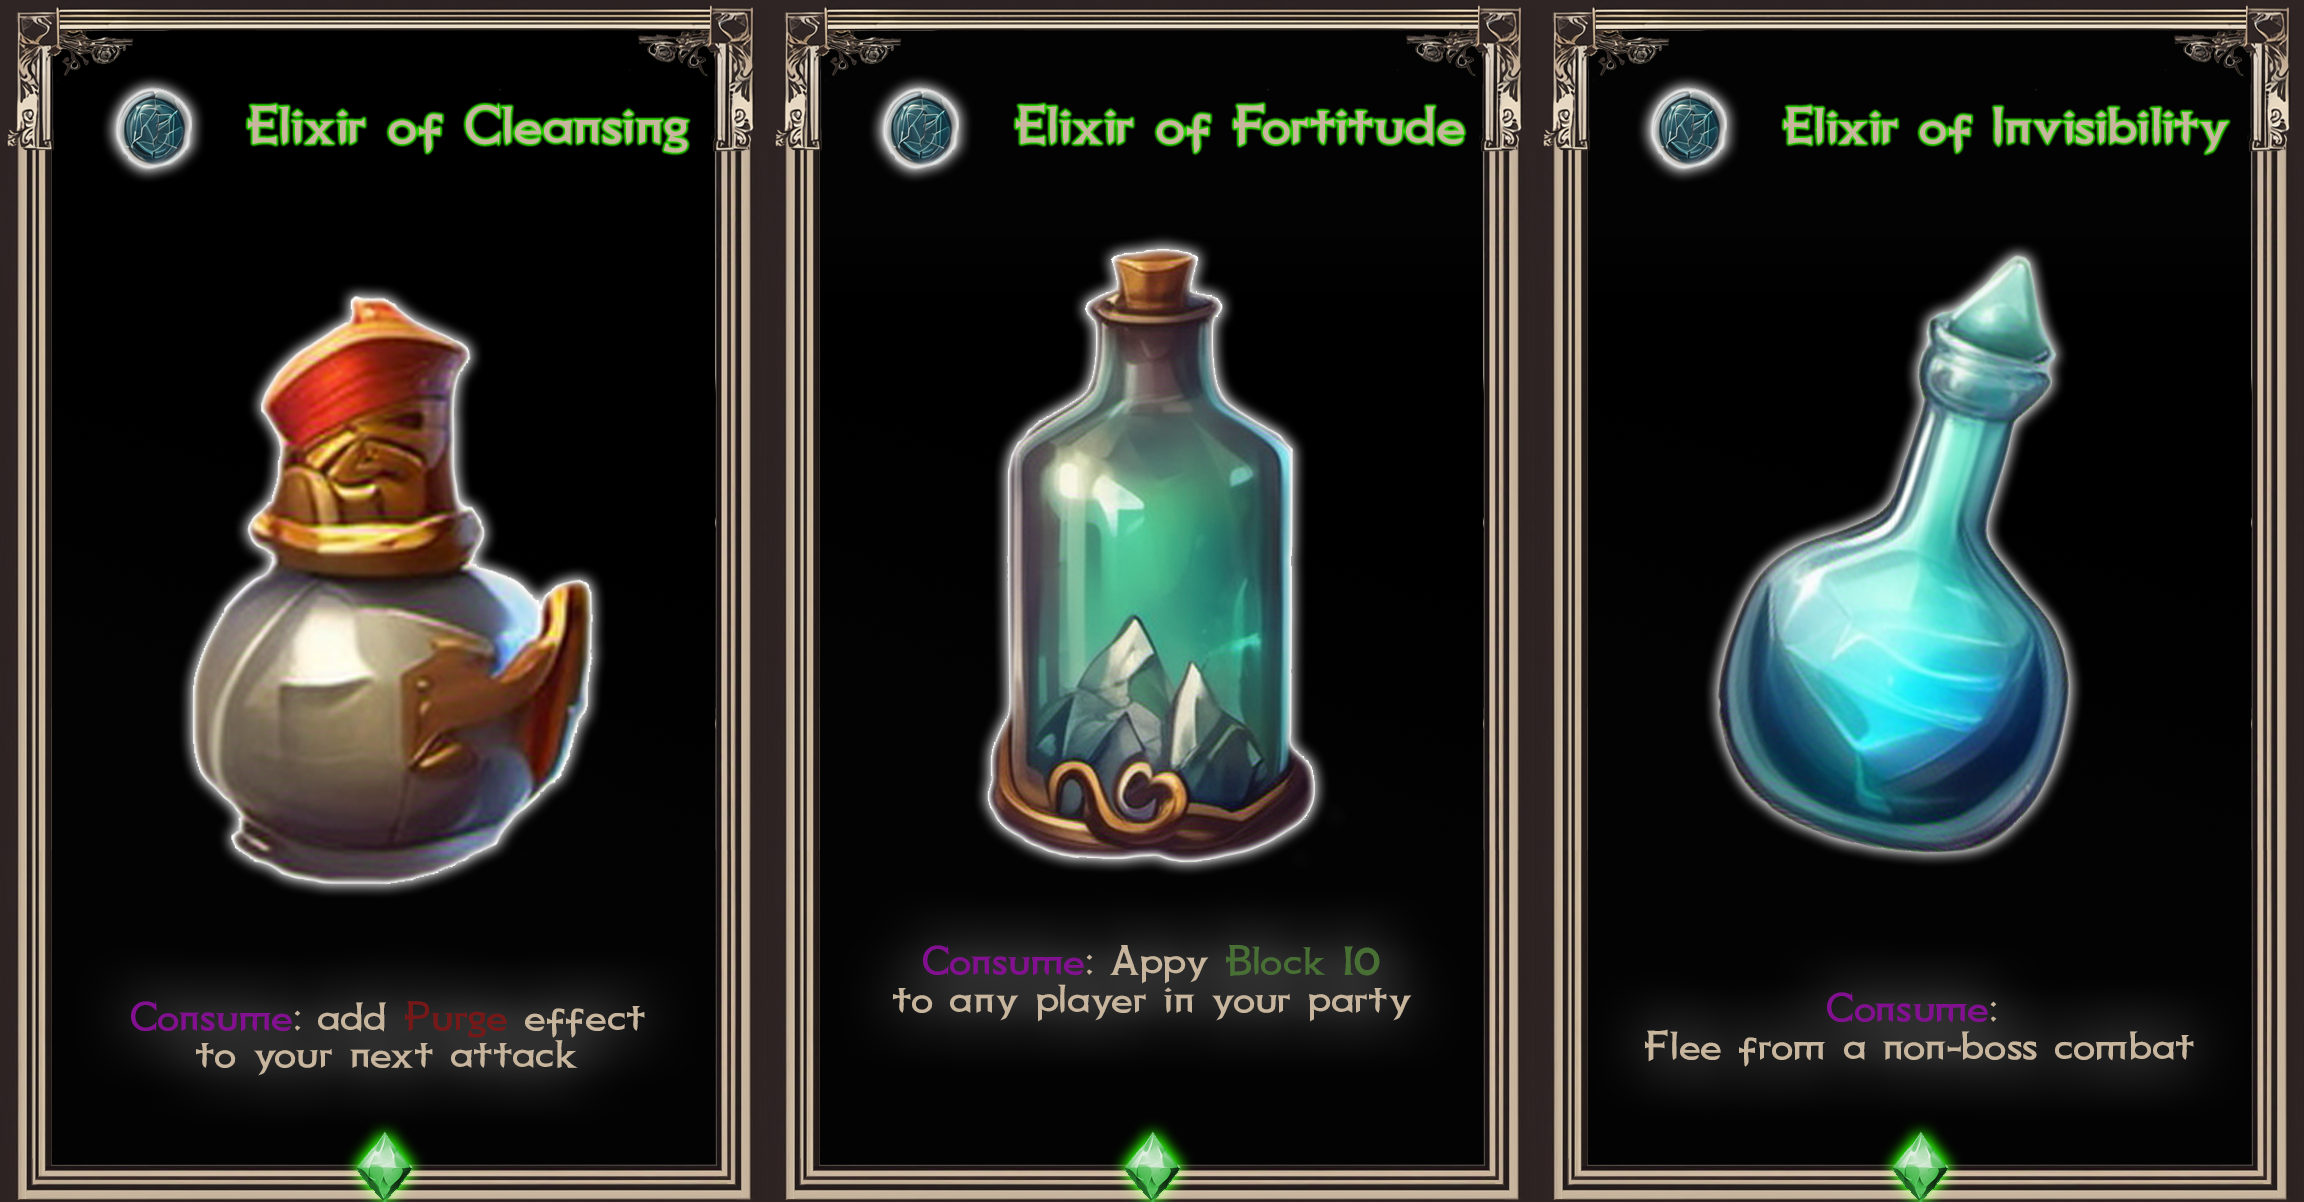 Elixir of Cleansing
Consume: add Purge effect
to your next attack
Elixir of Fortitude
Consume: Appy Block 10
to any player in your party
Elixir of Invisibility
Consume:
Flee from a non-boss combat